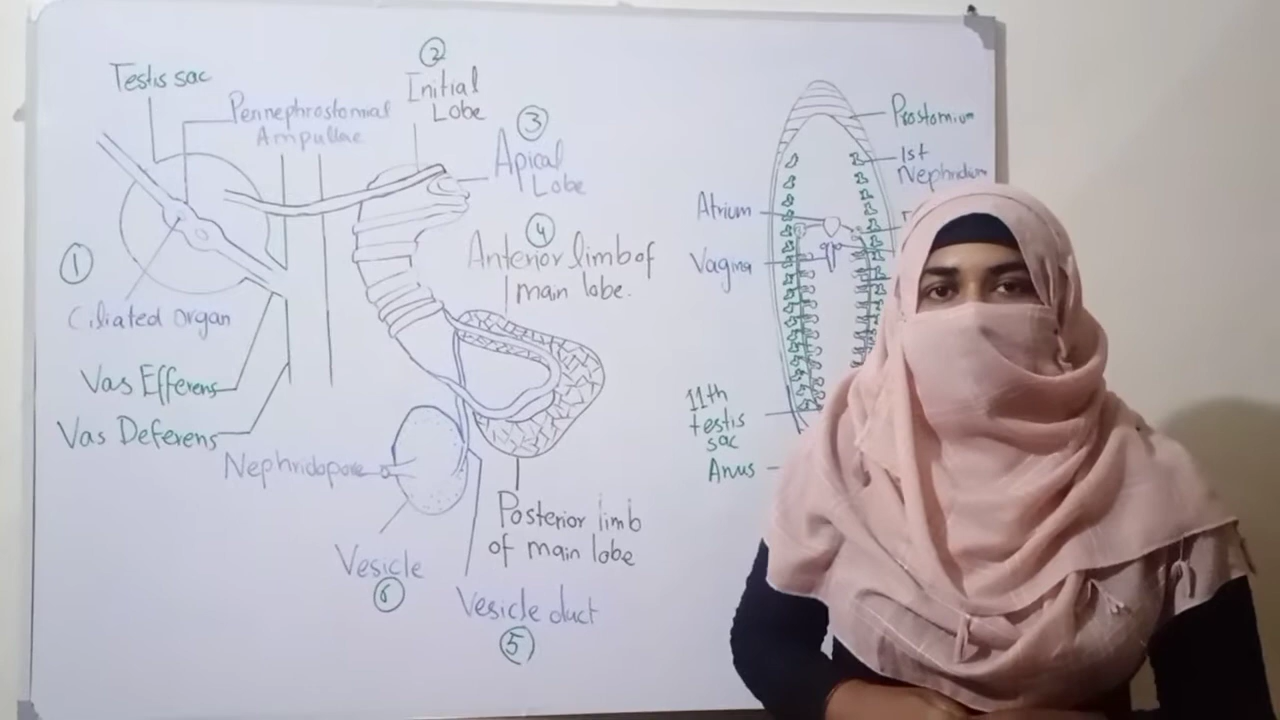 Testis sac
Pennephrostomial
Ampullae
2
Initial
Lobe
3
Apical
Lobe
4
Anterior limb of
main lobe.
1
Ciliated organ
Vas Efferens
Vas Deferens
Nephridopore
Posterior limb
of main lobe
Vesicle
6
Vesicle duct
5
Prostomium
1st
Nephridium
Atrium
Vagina
11th
testis
sac
Anus